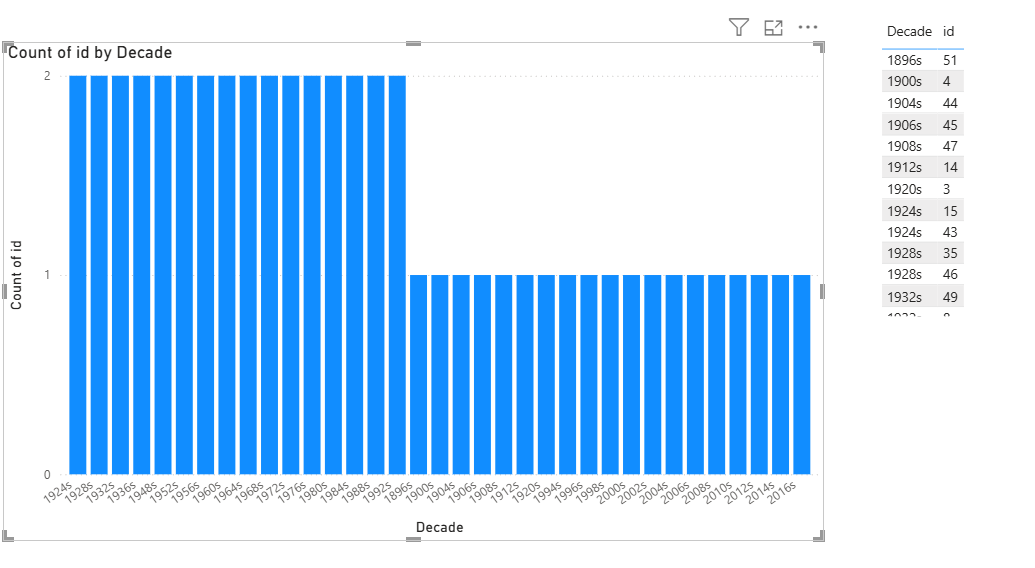 Count of id by Decade
2
1
0
Count of id
1924s 1928s 1932s 1936s 1948s 1952s 1956s 1960s 1964s 1968s 1972s 1976s 1980s 1984s 1988s 1992s 1896s 1900s 1904s 1906s 1908s 1912s 1920s 1994s 1996s 1998s 2000s 2002s 2004s 2006s 2008s 2010s 2012s 2014s 2016s
Decade
Decade id
1896s 51
1900s 4
1904s 44
1906s 45
1908s 47
1912s 14
1920s 3
1924s 15
1924s 43
1928s 35
1928s 46
1932s 49